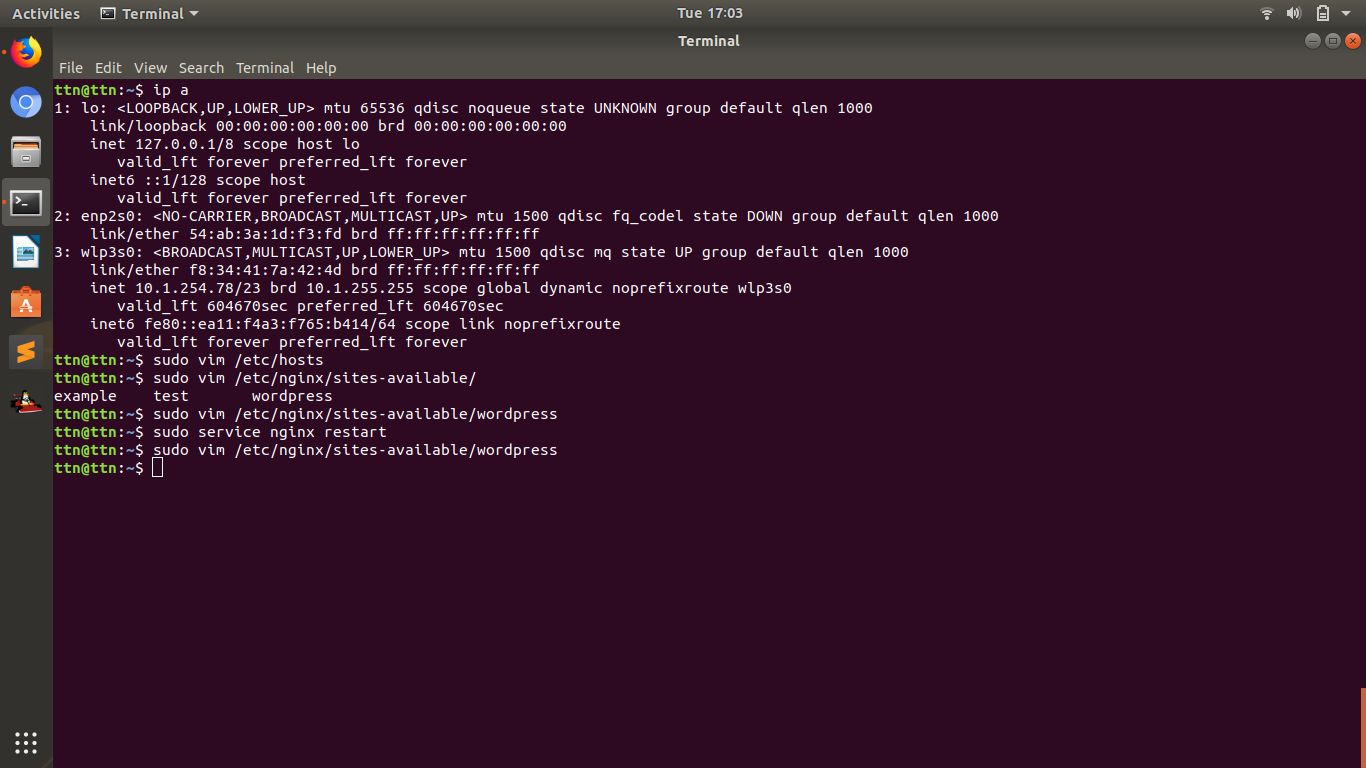 Activities Terminal Tue 17:03
Terminal
File Edit View Search Terminal Help
ttn@ttn:~$ ip a
1: lo: <LOOPBACK,UP,LOWER_UP> mtu 65536 qdisc noqueue state UNKNOWN group default qlen 1000
    link/loopback 00:00:00:00:00:00 brd 00:00:00:00:00:00
    inet 127.0.0.1/8 scope host lo
       valid_lft forever preferred_lft forever
    inet6 ::1/128 scope host
       valid_lft forever preferred_lft forever
2: enp2s0: <NO-CARRIER,BROADCAST,MULTICAST,UP> mtu 1500 qdisc fq_codel state DOWN group default qlen 1000
    link/ether 54:ab:3a:1d:f3:fd brd ff:ff:ff:ff:ff:ff
3: wlp3s0: <BROADCAST,MULTICAST,UP,LOWER_UP> mtu 1500 qdisc mq state UP group default qlen 1000
    link/ether f8:34:41:7a:42:4d brd ff:ff:ff:ff:ff:ff
    inet 10.1.254.78/23 brd 10.1.255.255 scope global dynamic noprefixroute wlp3s0
       valid_lft 604670sec preferred_lft 604670sec
    inet6 fe80::ea11:f4a3:f765:b414/64 scope link noprefixroute
       valid_lft forever preferred_lft forever
ttn@ttn:~$ sudo vim /etc/hosts
ttn@ttn:~$ sudo vim /etc/nginx/sites-available/
example    test       wordpress
ttn@ttn:~$ sudo vim /etc/nginx/sites-available/wordpress
ttn@ttn:~$ sudo service nginx restart
ttn@ttn:~$ sudo vim /etc/nginx/sites-available/wordpress
ttn@ttn:~$